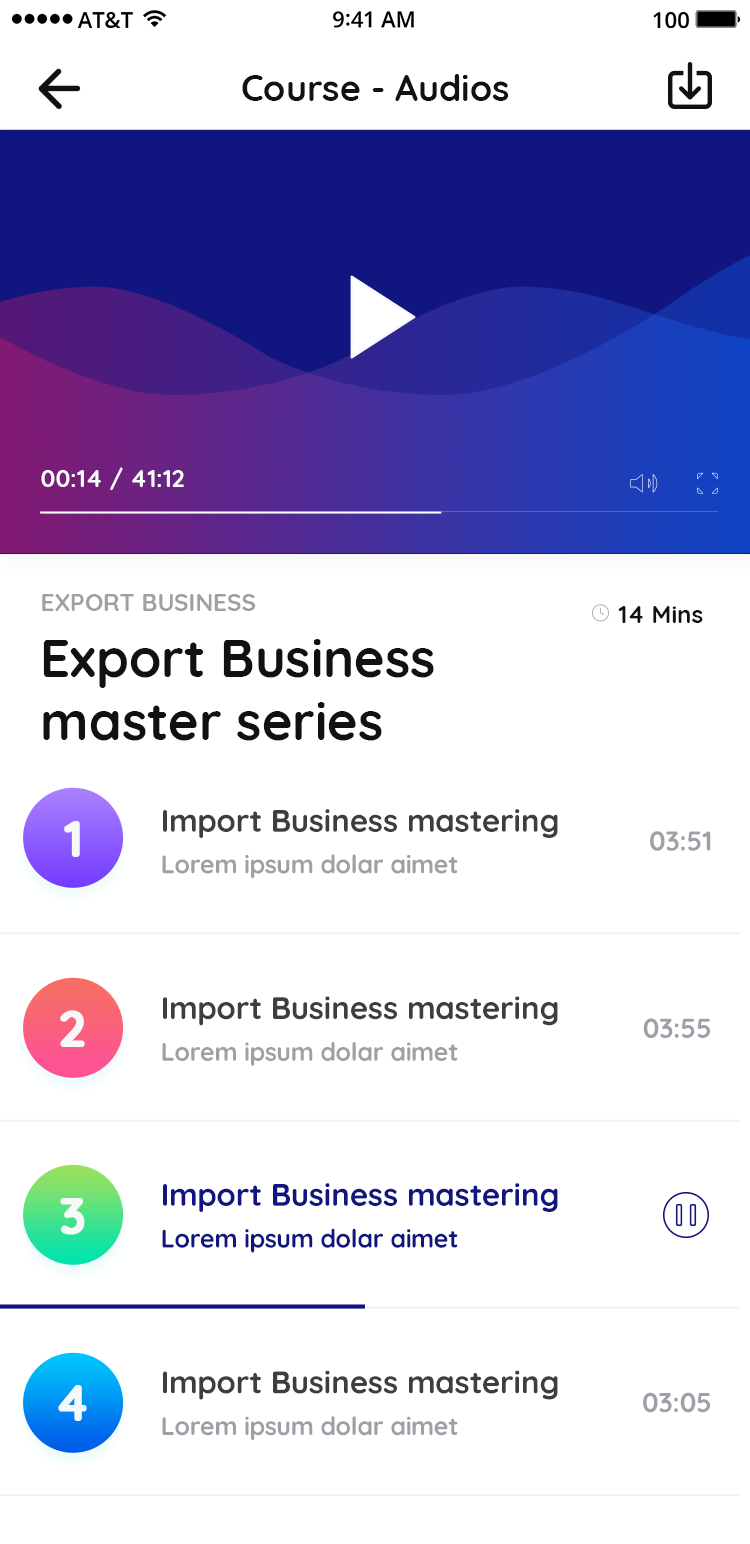 AT&T 9:41 AM 100
Course - Audios
00:14 / 41:12
EXPORT BUSINESS
14 Mins
Export Business
master series
1
Import Business mastering
Lorem ipsum dolar aimet
03:51
2
Import Business mastering
Lorem ipsum dolar aimet
03:55
3
Import Business mastering
Lorem ipsum dolar aimet
4
Import Business mastering
Lorem ipsum dolar aimet
03:05